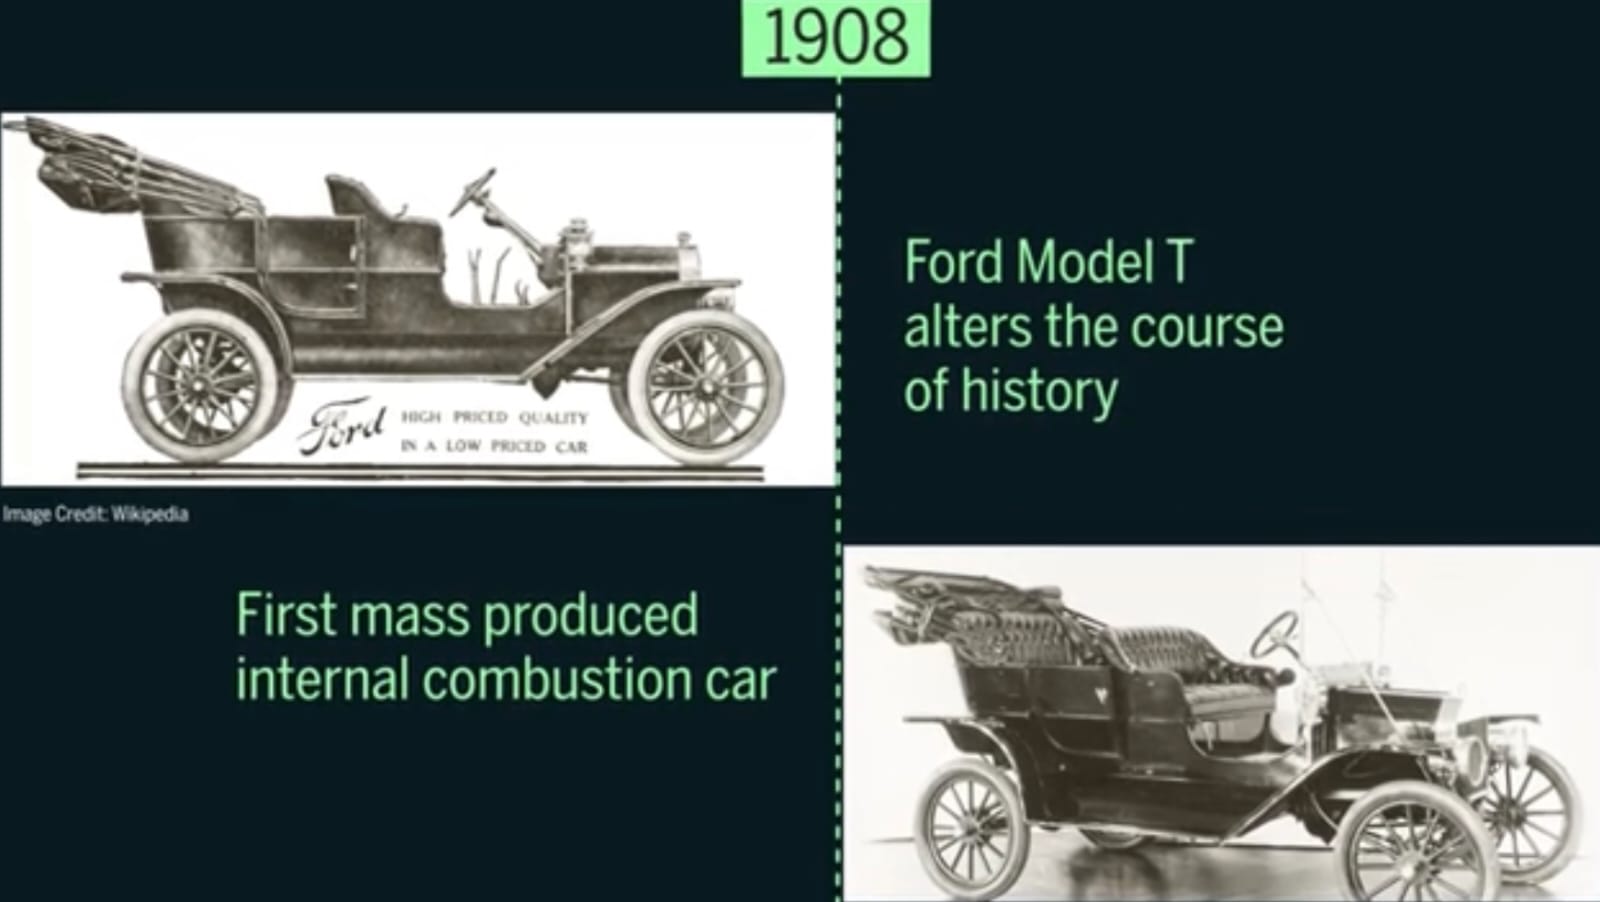 1908
Ford HIGH PRICED QUALITY
IN A LOW PRICED CAR
Ford Model T
alters the course
of history
Image Credit: Wikipedia
First mass produced
internal combustion car